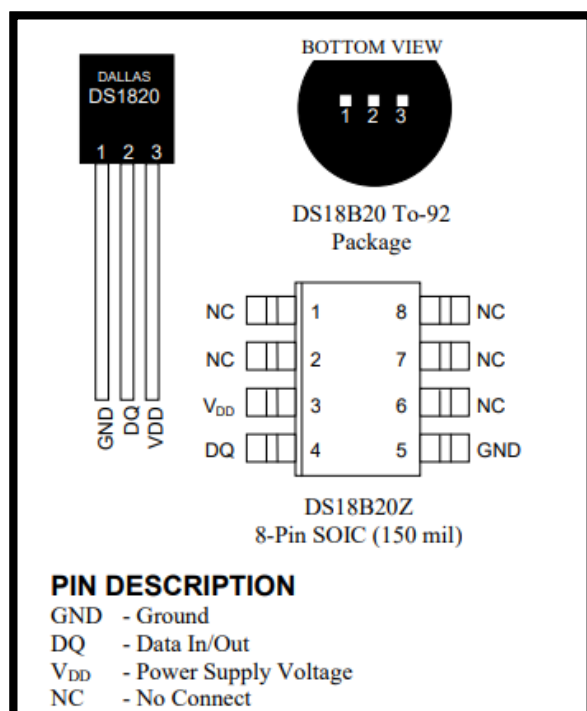 DALLAS
DS1820
1 2 3
GND DQ VDD
BOTTOM VIEW
1 2 3
DS18B20 To-92
Package
NC 1 8 NC
NC 2 7 NC
VDD 3 6 NC
DQ 4 5 GND
DS18B20Z
8-Pin SOIC (150 mil)
PIN DESCRIPTION
GND - Ground
DQ - Data In/Out
VDD - Power Supply Voltage
NC - No Connect